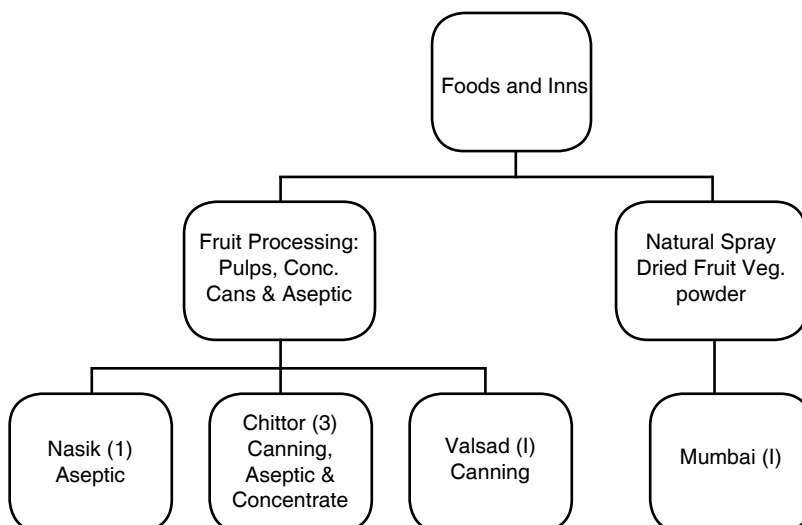 Foods and Inns
Fruit Processing:
Pulps, Conc.
Cans & Aseptic
Natural Spray
Dried Fruit Veg.
powder
Nasik (1)
Aseptic
Chittor (3)
Canning,
Aseptic &
Concentrate
Valsad (I)
Canning
Mumbai (I)